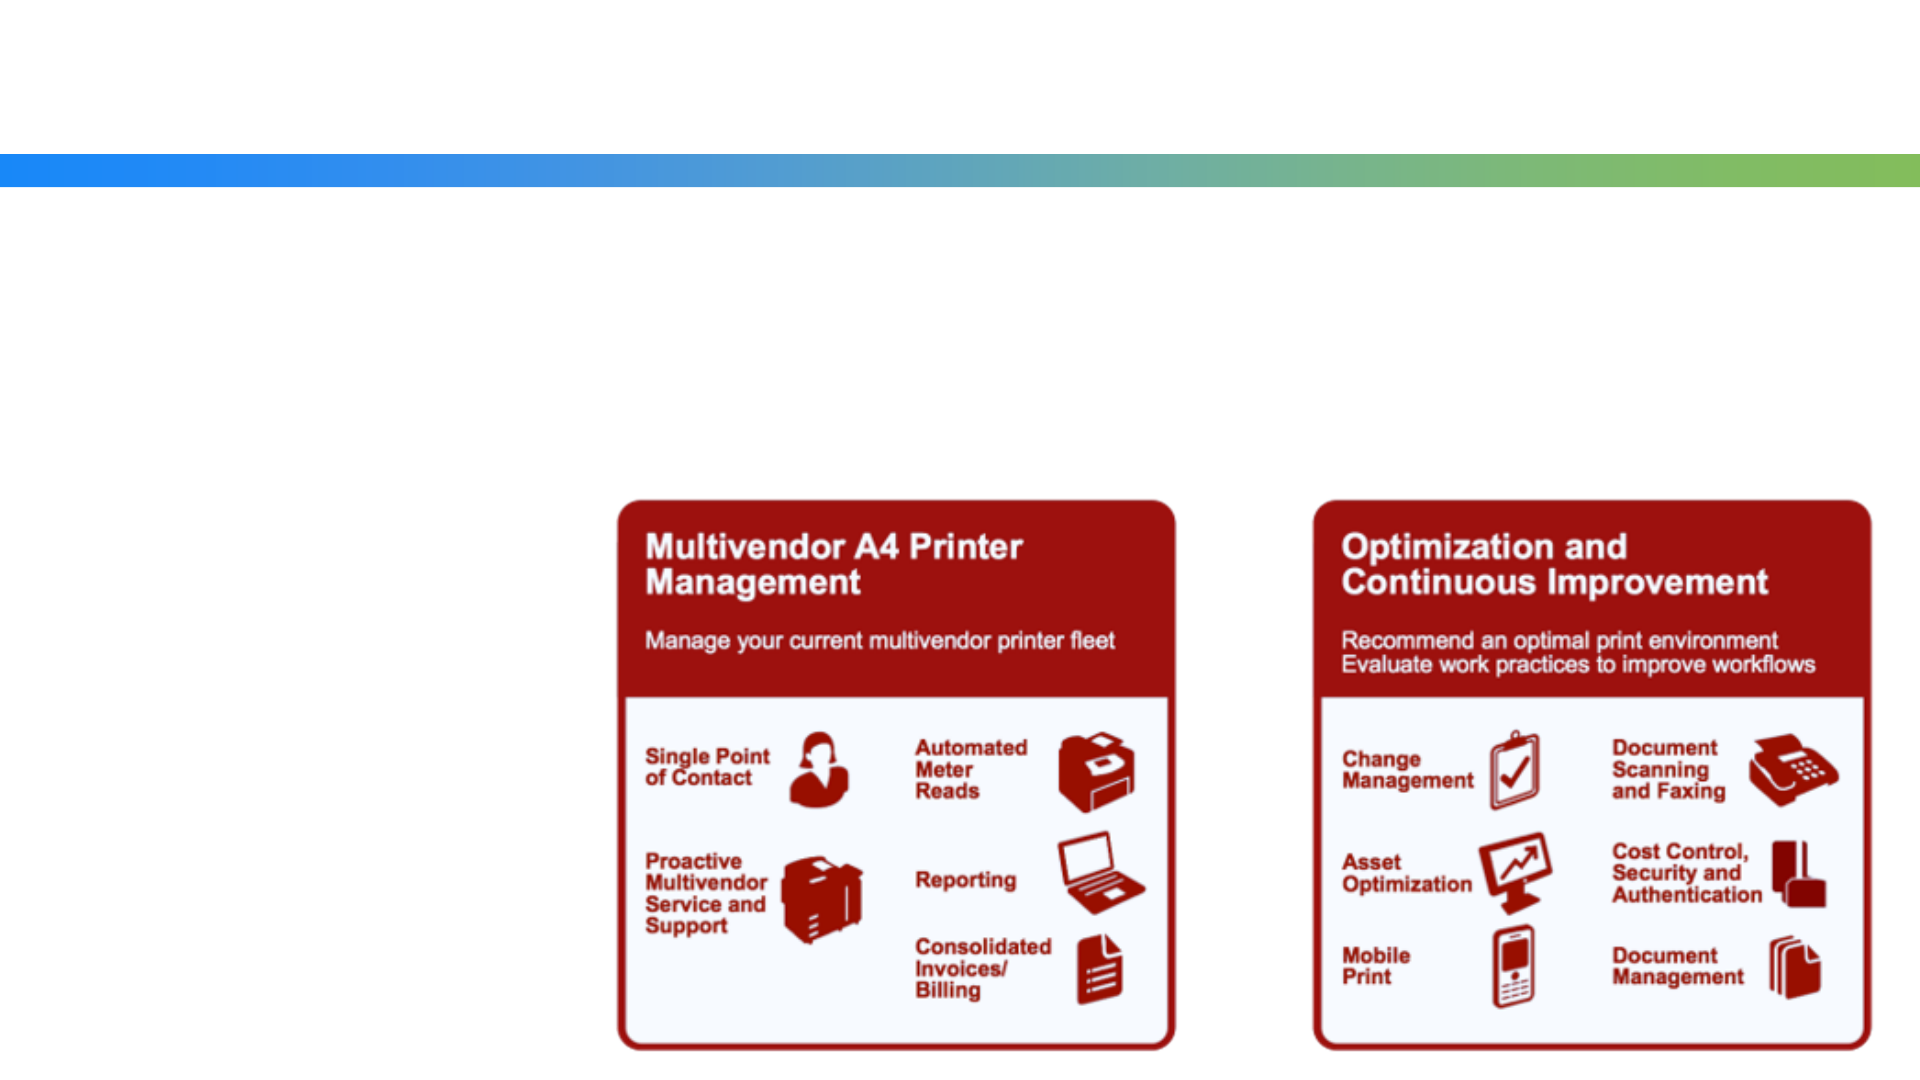 Multivendor A4 Printer
Management
Manage your current multivendor printer fleet
Single Point
of Contact
Automated
Meter
Reads
Proactive
Multivendor
Service and
Support
Reporting
Consolidated
Invoices/
Billing
Optimization and
Continuous Improvement
Recommend an optimal print environment
Evaluate work practices to improve workflows
Change
Management
Document
Scanning
and Faxing
Asset
Optimization
Cost Control,
Security and
Authentication
Mobile
Print
Document
Management